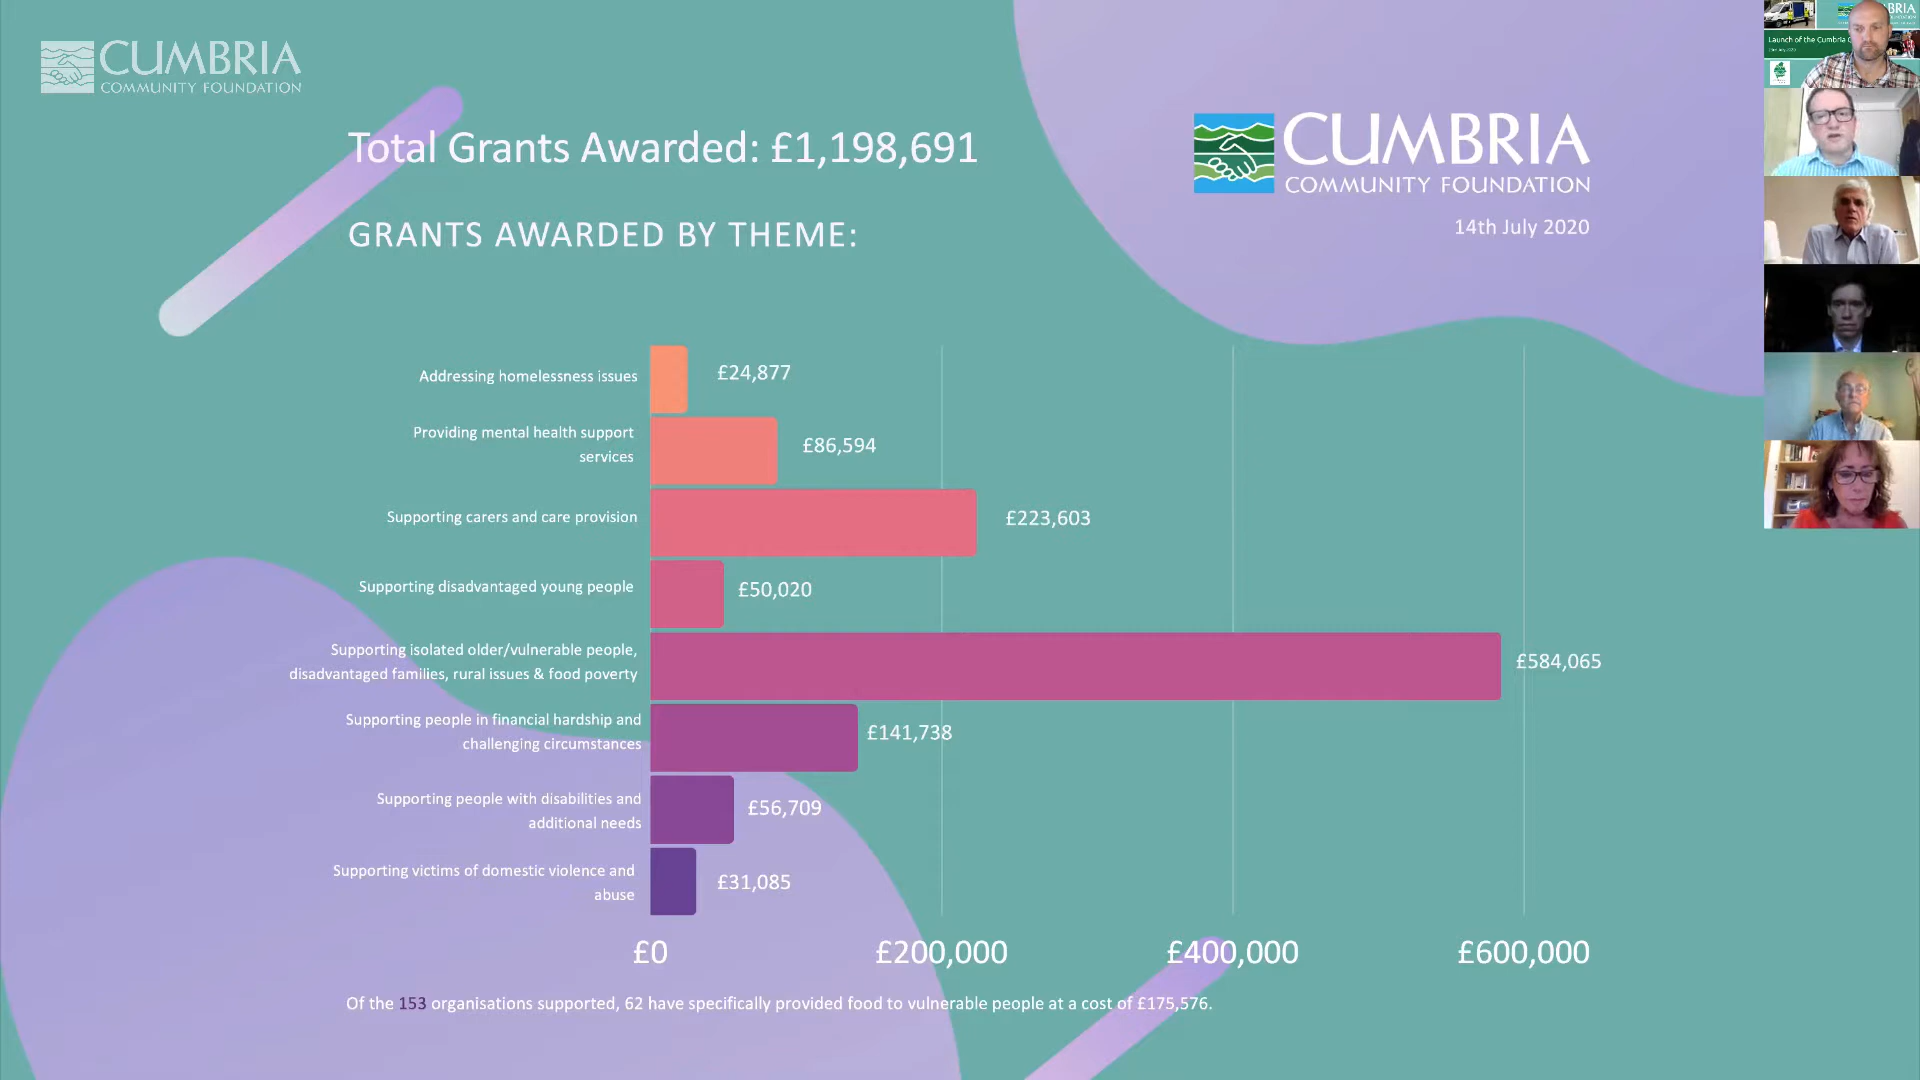 CUMBRIA
COMMUNITY FOUNDATION
Total Grants Awarded: £1,198,691
GRANTS AWARDED BY THEME:
CUMBRIA
COMMUNITY FOUNDATION
14th July 2020
Addressing homelessness issues
£24,877
Providing mental health support
services
£86,594
Supporting carers and care provision
£223,603
Supporting disadvantaged young people
£50,020
Supporting isolated older/vulnerable people,
disadvantaged families, rural issues & food poverty
£584,065
Supporting people in financial hardship and
challenging circumstances
£141,738
Supporting people with disabilities and
additional needs
£56,709
Supporting victims of domestic violence and
abuse
£31,085
£0 £200,000 £400,000 £600,000
Of the 153 organisations supported, 62 have specifically provided food to vulnerable people at a cost of £175,576.
Launch of the Cumbria